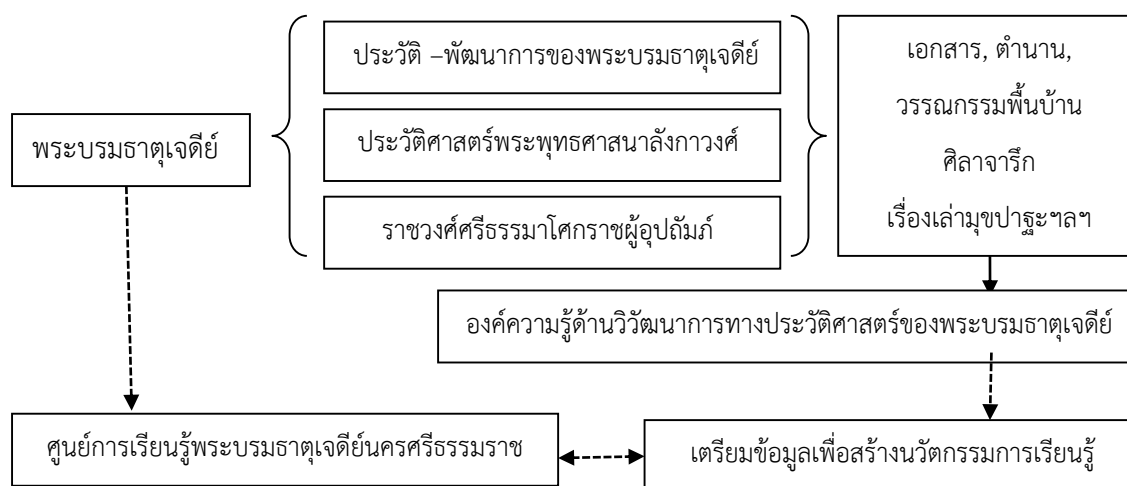 พระบรมธาตุเจดีย์
ประวัติ –พัฒนาการของพระบรมธาตุเจดีย์
ประวัติศาสตร์พระพุทธศาสนาลังกาวงศ์
ราชวงศ์ศรีธรรมาโศกราชผู้อุปถัมภ์
เอกสาร, ตำนาน,
วรรณกรรมพื้นบ้าน
ศิลาจารึก
เรื่องเล่ามุขปาฐะฯลฯ
องค์ความรู้ด้านวิวัฒนาการทางประวัติศาสตร์ของพระบรมธาตุเจดีย์
ศูนย์การเรียนรู้พระบรมธาตุเจดีย์นครศรีธรรมราช
เตรียมข้อมูลเพื่อสร้างนวัตกรรมการเรียนรู้